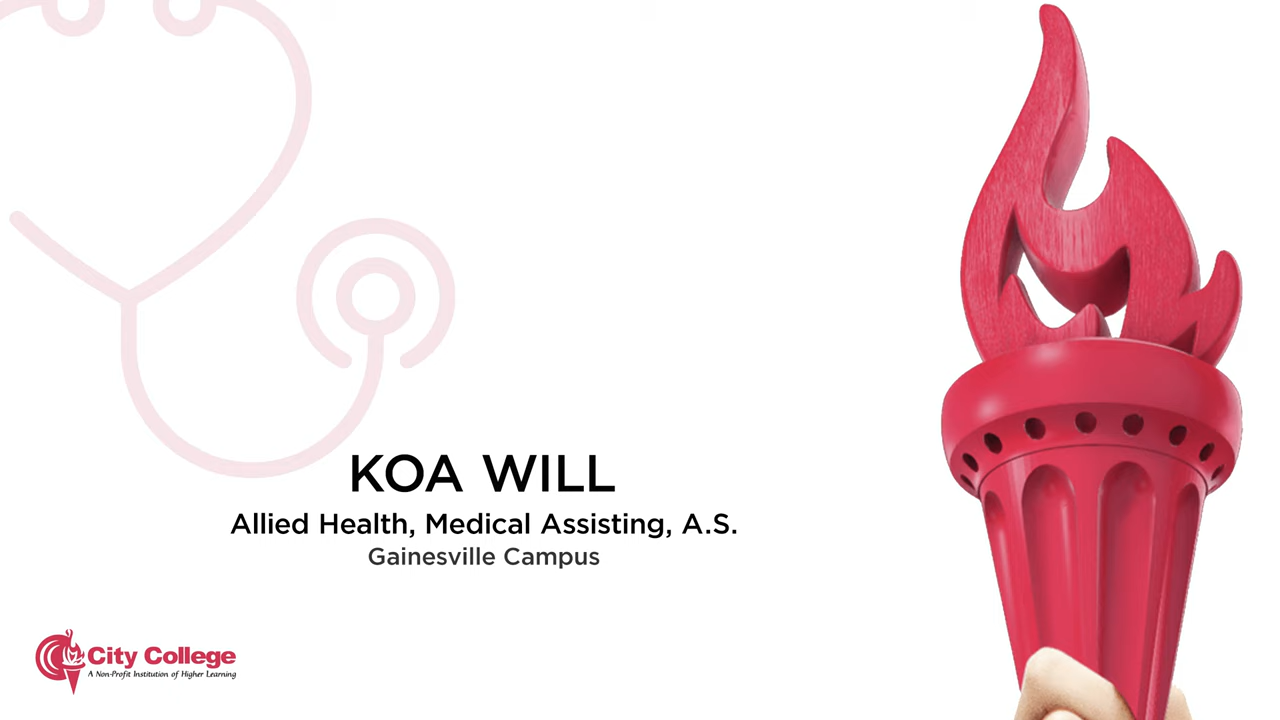 KOA WILL
Allied Health, Medical Assisting, A.S.
Gainesville Campus
City College
A Non-Profit Institution of Higher Learning